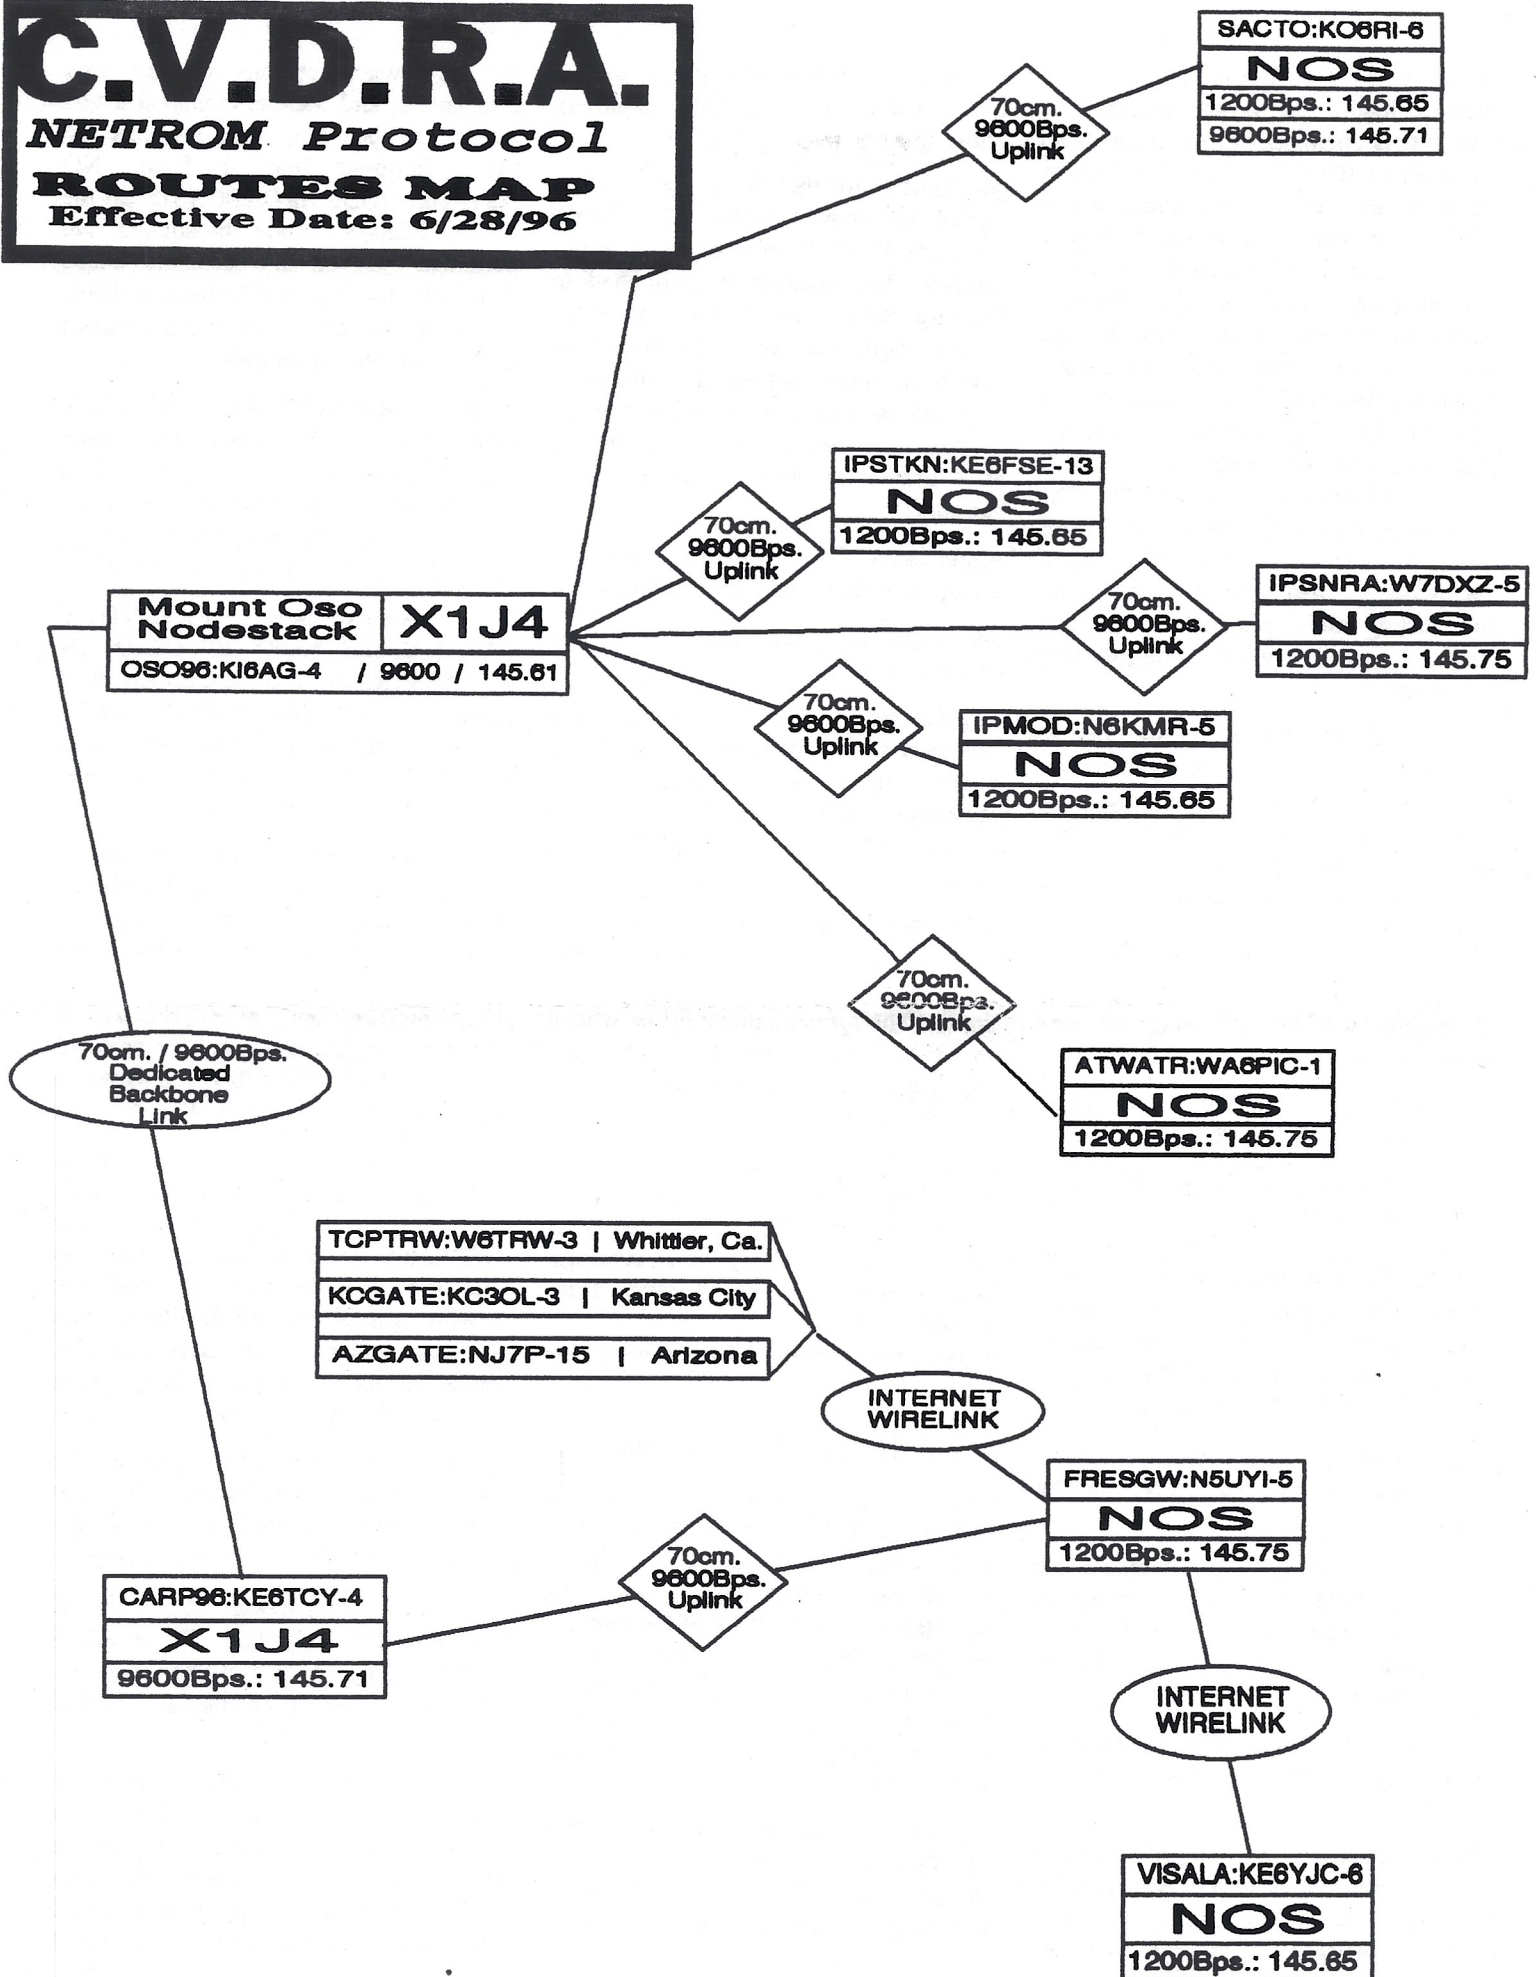 C.V.D.R.A.
NETROM Protocol
ROUTES MAP
Effective Date: 6/28/96
SACTO:KO6RI-6
NOS
1200Bps.: 145.65
9600Bps.: 145.71
70cm.
9600Bps.
Uplink
IPSTKN:KE6FSE-13
NOS
1200Bps.: 145.65
70cm.
9600Bps.
Uplink
IPSNRA:W7DXZ-5
NOS
1200Bps.: 145.75
70cm.
9600Bps.
Uplink
Mount Oso
Nodestack
X1J4
OSO96:KI6AG-4 / 9600 / 145.61
70cm.
9600Bps.
Uplink
IPMOD:N6KMR-5
NOS
1200Bps.: 145.65
70cm.
9600Bps.
Uplink
ATWATR:WA6PIC-1
NOS
1200Bps.: 145.75
70cm. / 9600Bps.
Dedicated
Backbone
Link
TCPTRW:W6TRW-3 | Whittier, Ca.
KCGATE:KC3OL-3 | Kansas City
AZGATE:NJ7P-15 | Arizona
INTERNET
WIRELINK
FRESGW:N5UYI-5
NOS
1200Bps.: 145.75
70cm.
9600Bps.
Uplink
CARP96:KE6TCY-4
X1J4
9600Bps.: 145.71
INTERNET
WIRELINK
VISALA:KE6YJC-6
NOS
1200Bps.: 145.65